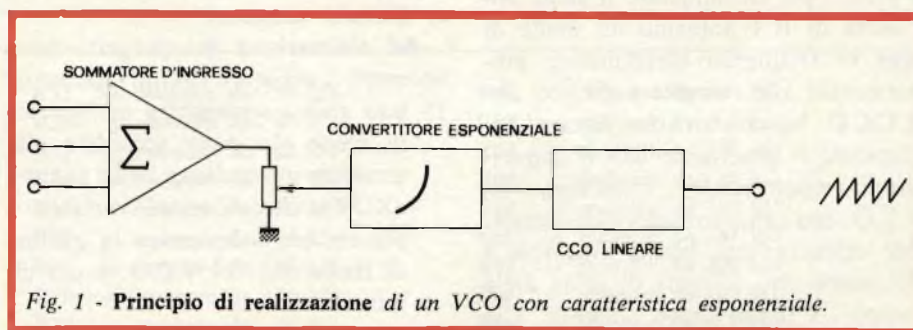 SOMMATORE D'INGRESSO
Σ
CONVERTITORE ESPONENZIALE
CCO LINEARE
Fig. 1 - Principio di realizzazione di un VCO con caratteristica esponenziale.